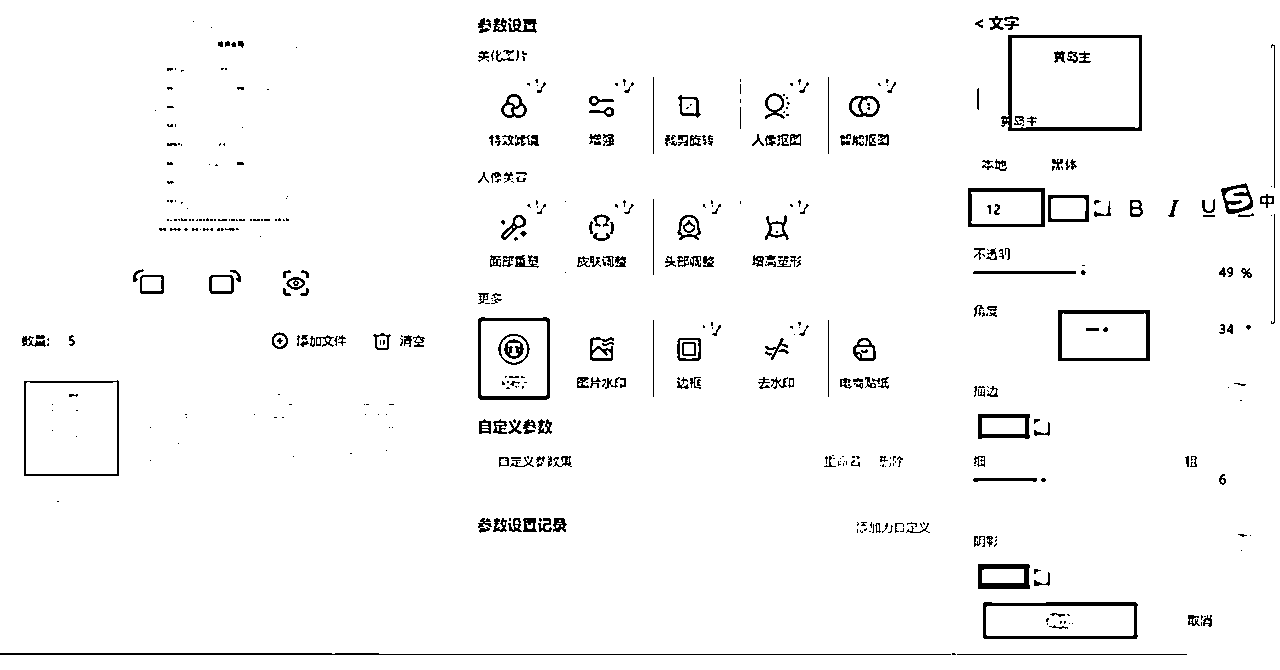 参数设置
美化图片
特效滤镜 增强 裁剪旋转 人像抠图 智能抠图
人像美容
面部重塑 皮肤调整 头部调整 增高塑形
更多
图片水印 边框 去水印 电商贴纸
数量: 5 添加文件 清空
自定义参数
自定义参数集 重命名 删除
参数设置记录 添加为自定义
< 文字
黄岛主
黄岛主
本地 黑体
12 B I U S 中
不透明
49 %
角度
34 °
描边
细 粗
6
阴影
取消